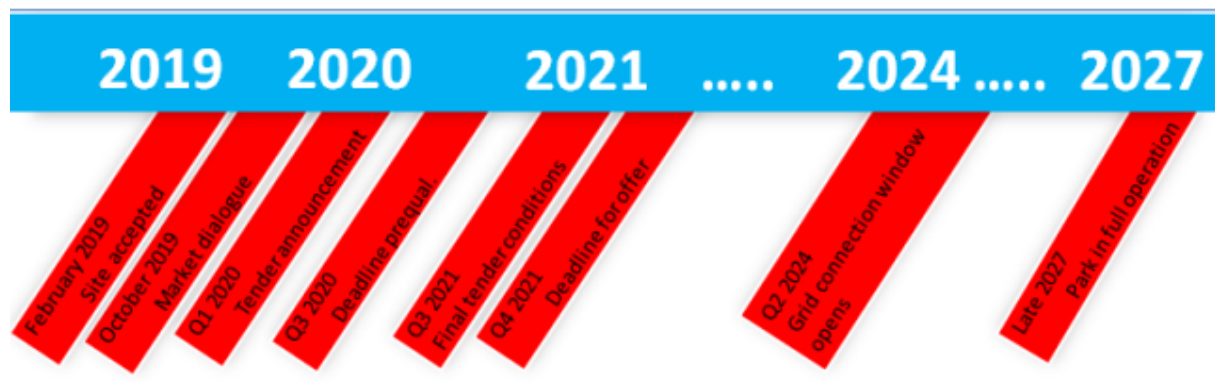 2019 2020 2021 ..... 2024 ..... 2027
February 2019
Site accepted
October 2019
Market dialogue
Q1 2020
Tender announcement
Q3 2020
Deadline prequal.
Q3 2021
Final tender conditions
Q4 2021
Deadline for offer
Q2 2024
Grid connection window
opens
Late 2027
Park in full operation